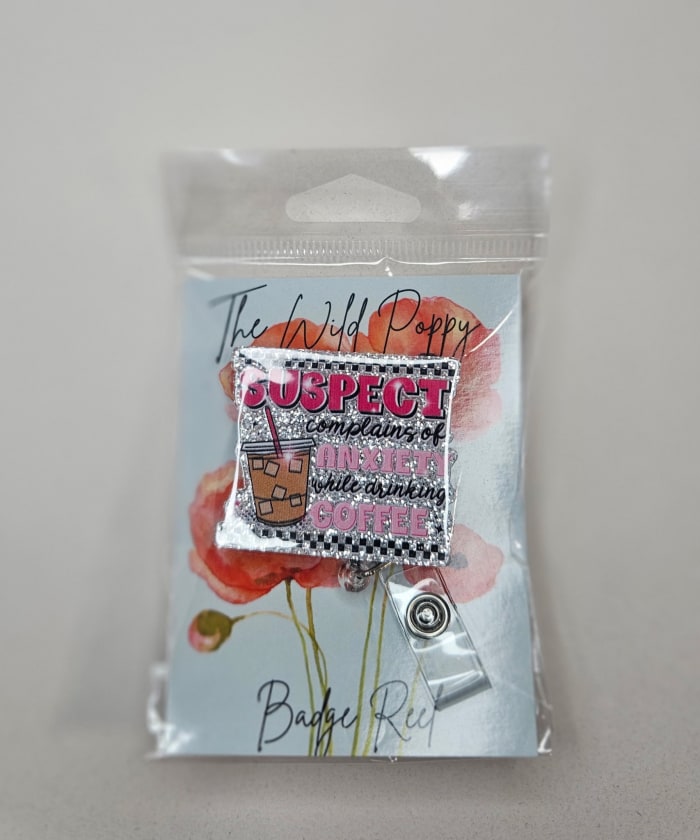 The Wild Poppy
SUSPECT
complains of
ANXIETY
while drinking
COFFEE
Badge Reel